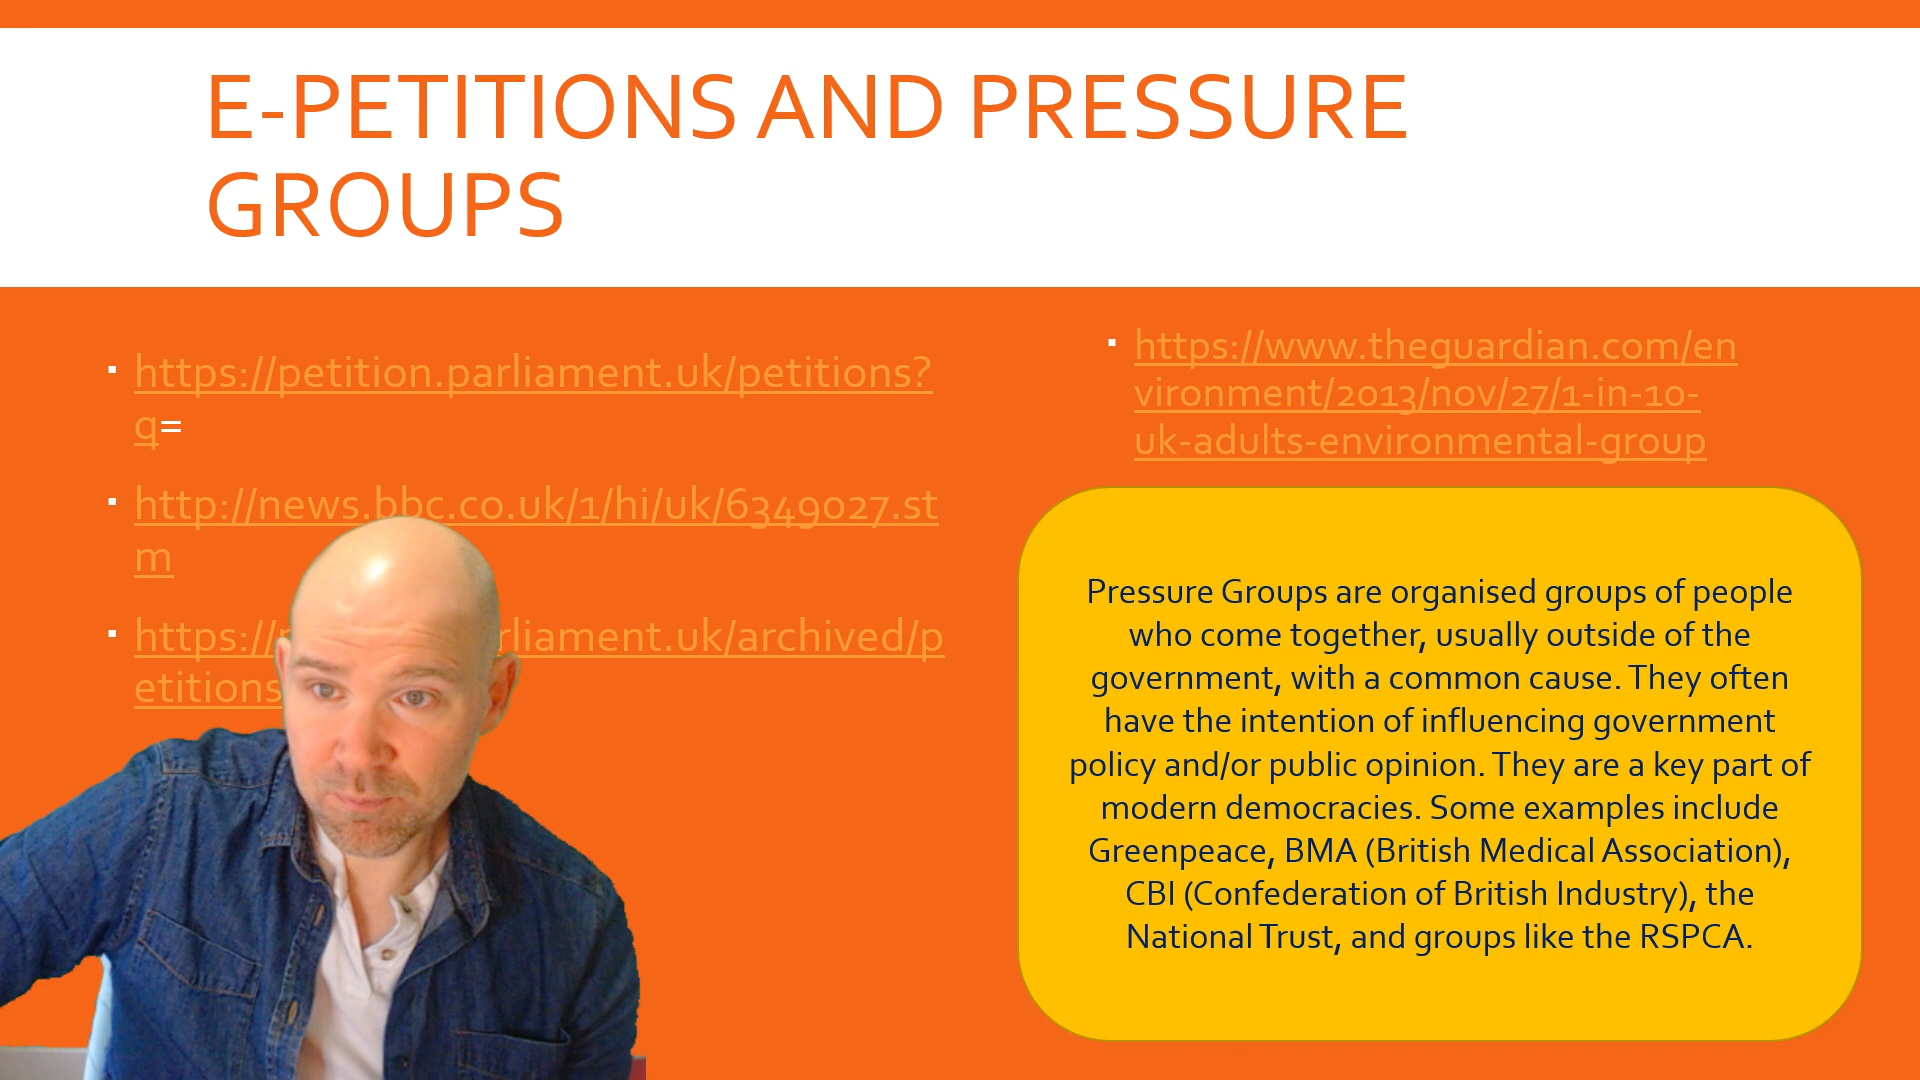 E-PETITIONS AND PRESSURE
GROUPS
https://petition.parliament.uk/petitions?
q=
http://news.bbc.co.uk/1/hi/uk/6349027.st
m
https:// rliament.uk/archived/p
etitions
https://www.theguardian.com/en
vironment/2013/nov/27/1-in-10-
uk-adults-environmental-group
Pressure Groups are organised groups of people
who come together, usually outside of the
government, with a common cause. They often
have the intention of influencing government
policy and/or public opinion. They are a key part of
modern democracies. Some examples include
Greenpeace, BMA (British Medical Association),
CBI (Confederation of British Industry), the
National Trust, and groups like the RSPCA.